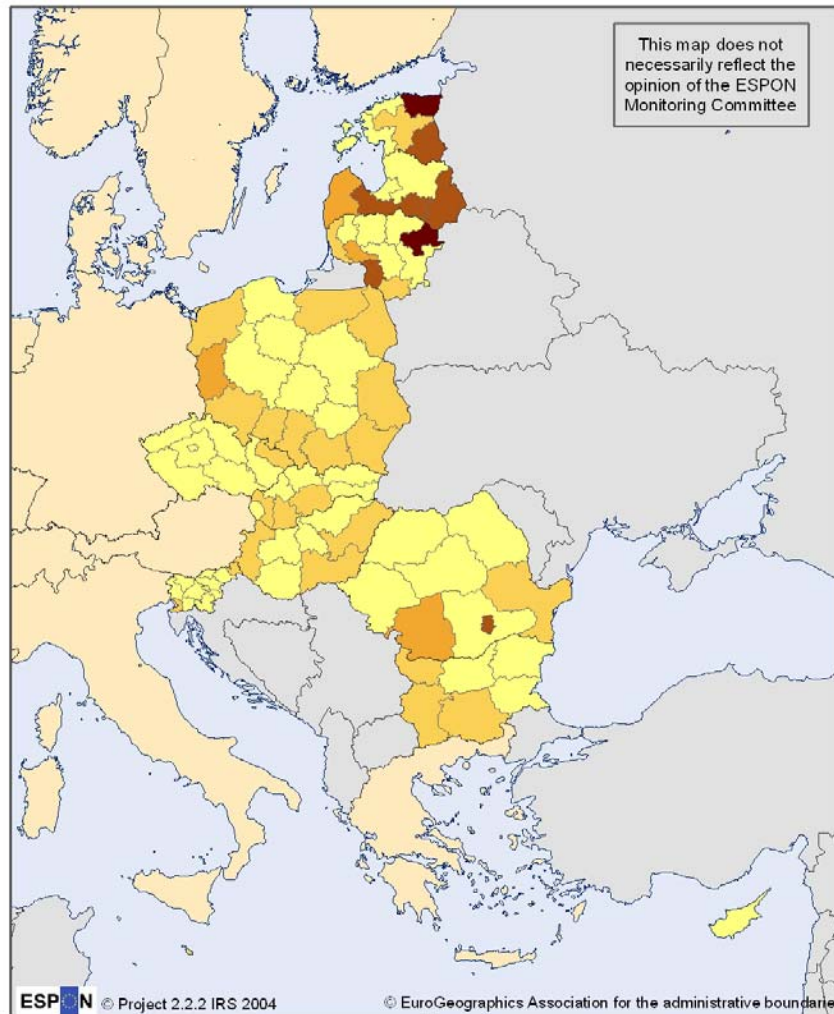 This map does not
necessarily reflect the
opinion of the ESPON
Monitoring Committee
ESPON © Project 2.2.2 IRS 2004
© EuroGeographics Association for the administrative boundarie